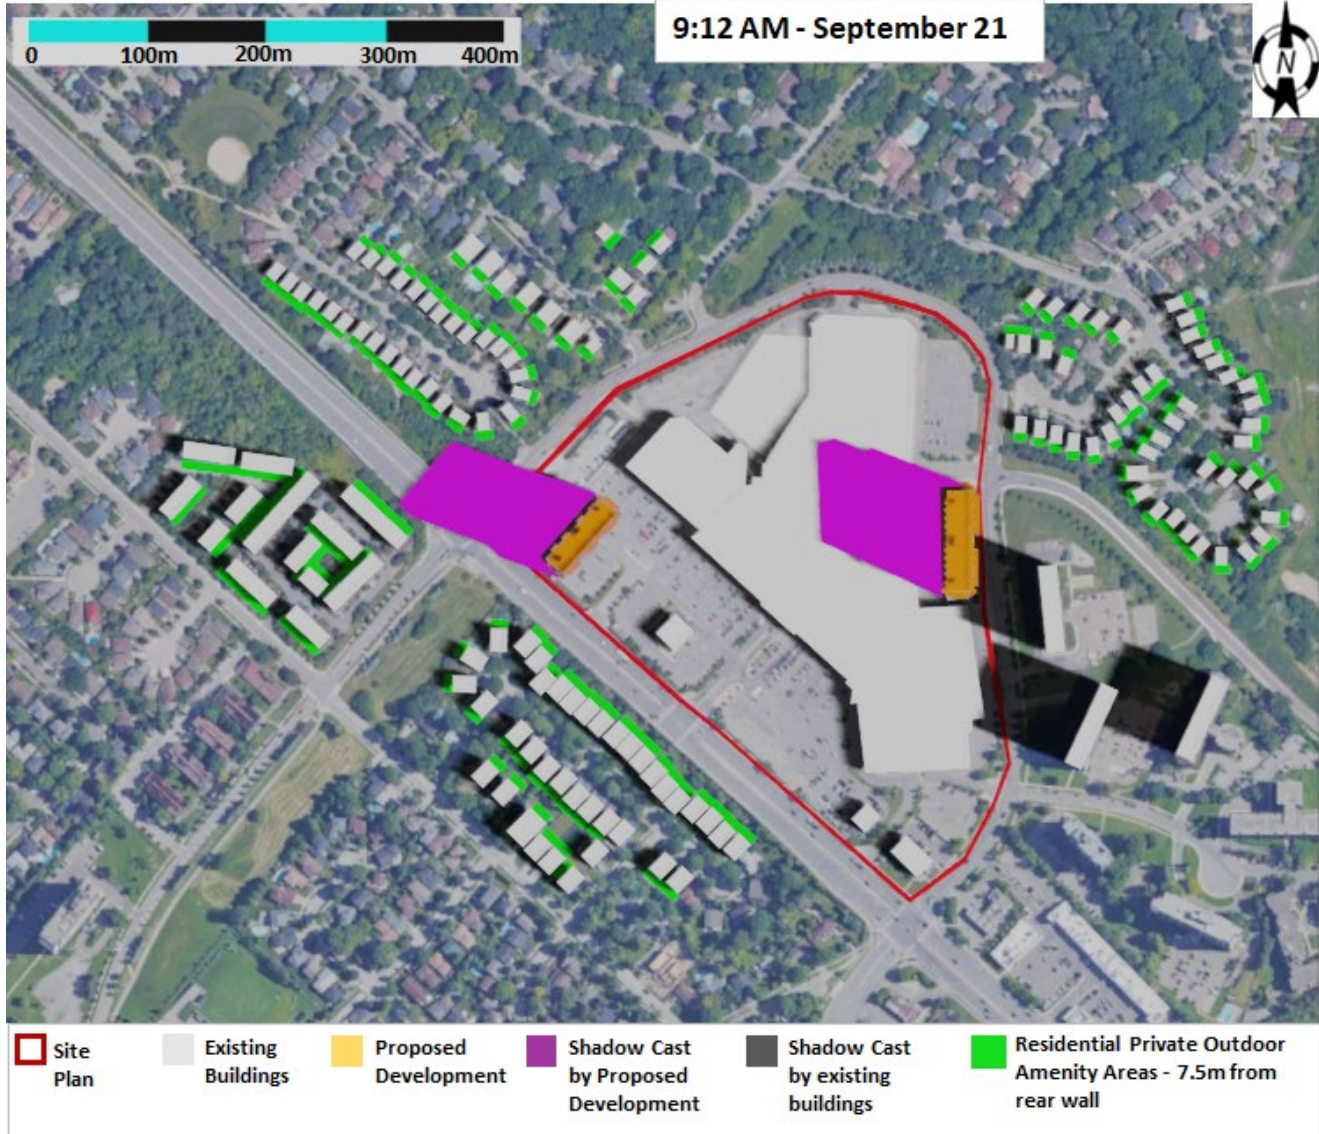 9:12 AM - September 21
N
0 100m 200m 300m 400m
Site
Plan
Existing
Buildings
Proposed
Development
Shadow Cast
by Proposed
Development
Shadow Cast
by existing
buildings
Residential Private Outdoor
Amenity Areas - 7.5m from
rear wall